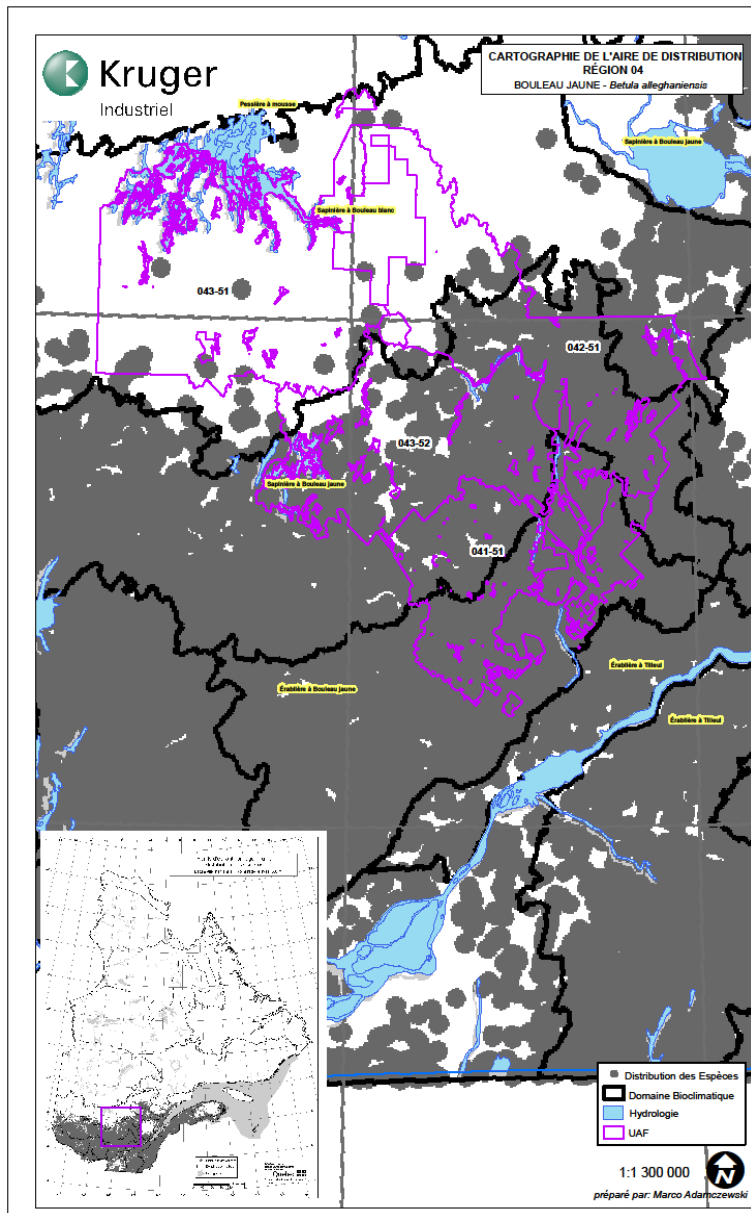 Kruger
Industriel
CARTOGRAPHIE DE L'AIRE DE DISTRIBUTION
RÉGION 04
BOULEAU JAUNE - Betula alleghaniensis
Pessière à mousse
Sapinière à Bouleau jaune
Sapinière à Bouleau blanc
043-51
042-51
043-52
Sapinière à Bouleau jaune
041-51
Érablière à Tilleul
Érablière à Bouleau jaune
Érablière à Tilleul
Distribution des Espèces
Domaine Bioclimatique
Hydrologie
UAF
1:1 300 000
N
préparé par: Marco Adamczewski
Québec